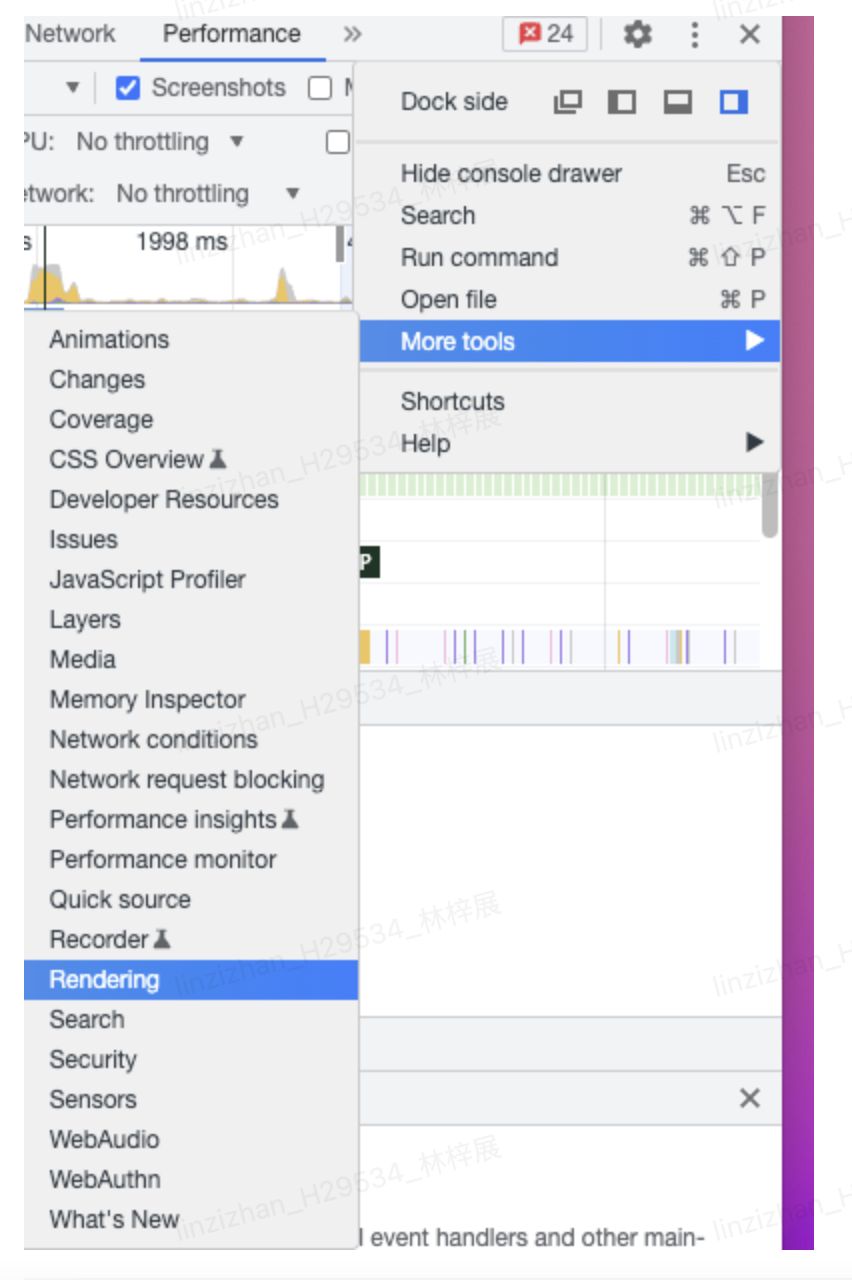 Network Performance » 24
Screenshots
Dock side
PU: No throttling
etwork: No throttling
Hide console drawer Esc
Search ⌘ ⌥ F
Run command ⌘ ⇧ P
Open file ⌘ P
More tools
Shortcuts
Help
s 1998 ms
Animations
Changes
Coverage
CSS Overview
Developer Resources
Issues
JavaScript Profiler
Layers
Media
Memory Inspector
Network conditions
Network request blocking
Performance insights
Performance monitor
Quick source
Recorder
Rendering
Search
Security
Sensors
WebAudio
WebAuthn
What's New
P
l event handlers and other main-
linzizhan_H29534_林梓展